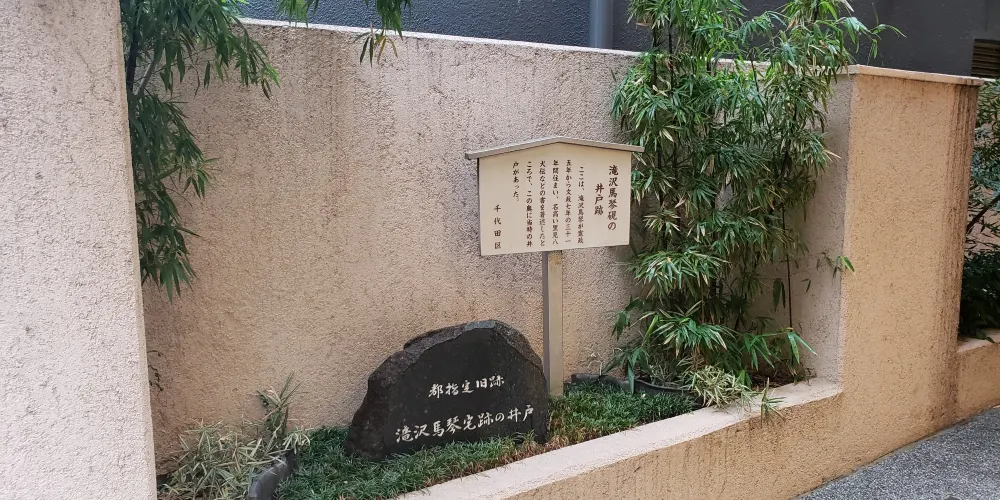 滝沢馬琴硯の
井戸跡
ここは、滝沢馬琴が寛政
五年から文政七年の三十一
年間住まい、名高い里見八
犬伝などの書を著述したと
ころで、この奥に当時の井
戸があった。
千代田区
都指定旧跡
滝沢馬琴宅跡の井戸